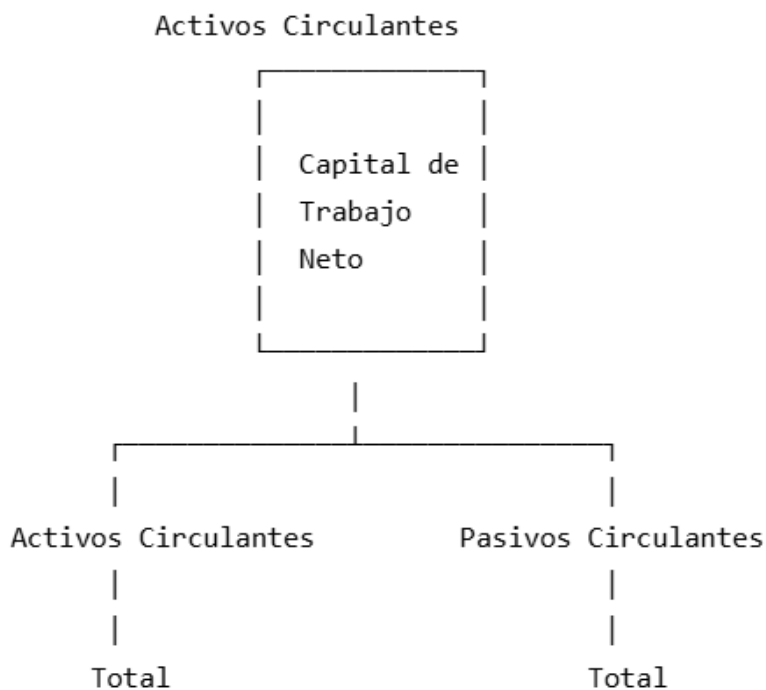 Activos Circulantes
Capital de
Trabajo
Neto
Activos Circulantes Pasivos Circulantes
Total Total